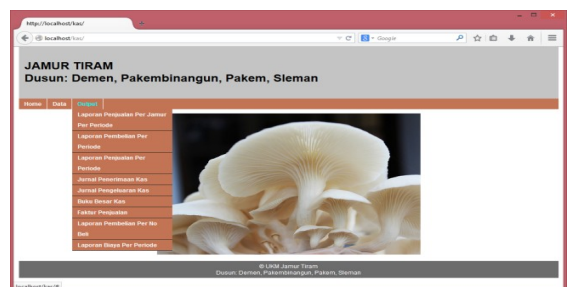 http://localhost/kas/
localhost/kas/
Google
JAMUR TIRAM
Dusun: Demen, Pakembinangun, Pakem, Sleman
Home Data Output
Laporan Penjualan Per Jamur
Per Periode
Laporan Pembelian Per
Periode
Laporan Penjualan Per
Periode
Jurnal Penerimaan Kas
Jurnal Pengeluaran Kas
Buku Besar Kas
Faktur Penjualan
Laporan Pembelian Per No
Beli
Laporan Biaya Per Periode
© UKM Jamur Tiram
Dusun: Demen, Pakembinangun, Pakem, Sleman
localhost/kas/#